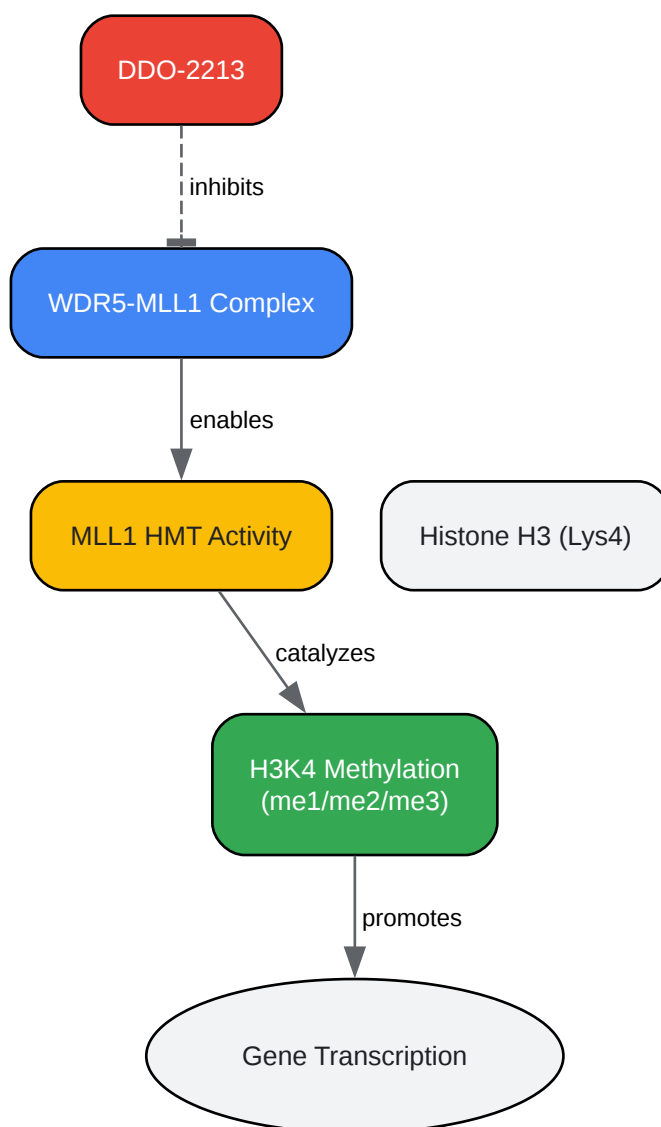 DDO-2213
inhibits
WDR5-MLL1 Complex
enables
MLL1 HMT Activity
Histone H3 (Lys4)
catalyzes
H3K4 Methylation
(me1/me2/me3)
promotes
Gene Transcription